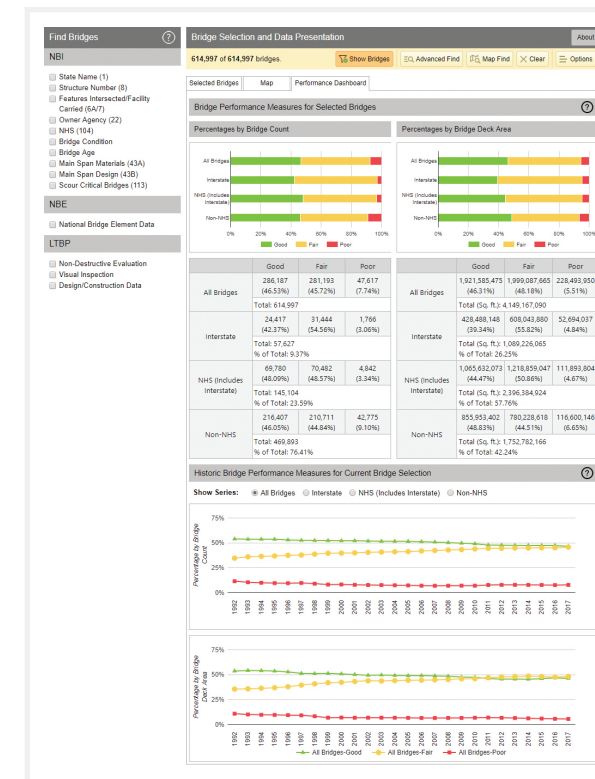 Find Bridges ?
NBI
State Name (1)
Structure Number (8)
Features Intersected/Facility
Carried (6A/7)
Owner Agency (22)
NHS (104)
Bridge Condition
Bridge Age
Main Span Materials (43A)
Main Span Design (43B)
Scour Critical Bridges (113)
NBE
National Bridge Element Data
LTBP
Non-Destructive Evaluation
Visual Inspection
Design/Construction Data
Bridge Selection and Data Presentation About
614,997 of 614,997 bridges. Show Bridges Advanced Find Map Find Clear Options
Selected Bridges Map Performance Dashboard
Bridge Performance Measures for Selected Bridges ?
Percentages by Bridge Count
All Bridges
Interstate
NHS (Includes
Interstate)
Non-NHS
0% 20% 40% 60% 80% 100%
Good Fair Poor
Good Fair Poor
All Bridges
286,187 281,193 47,617
(46.53%) (45.72%) (7.74%)
Total: 614,997
Interstate
24,417 31,444 1,766
(42.37%) (54.56%) (3.06%)
Total: 57,627
% of Total: 9.37%
NHS (Includes
Interstate)
69,780 70,482 4,842
(48.09%) (48.57%) (3.34%)
Total: 145,104
% of Total: 23.59%
Non-NHS
216,407 210,711 42,775
(46.05%) (44.84%) (9.10%)
Total: 469,893
% of Total: 76.41%
Percentages by Bridge Deck Area
All Bridges
Interstate
NHS (Includes
Interstate)
Non-NHS
0% 20% 40% 60% 80% 100%
Good Fair Poor
Good Fair Poor
All Bridges
1,921,585,475 1,999,087,665 228,493,950
(46.31%) (48.18%) (5.51%)
Total (Sq. ft.): 4,149,167,090
Interstate
428,488,148 608,043,880 52,694,037
(39.34%) (55.82%) (4.84%)
Total (Sq. ft.): 1,089,226,065
% of Total: 26.25%
NHS (Includes
Interstate)
1,065,632,073 1,218,859,047 111,893,804
(44.47%) (50.86%) (4.67%)
Total (Sq. ft.): 2,396,384,924
% of Total: 57.76%
Non-NHS
855,953,402 780,228,618 116,600,146
(48.83%) (44.51%) (6.65%)
Total (Sq. ft.): 1,752,782,166
% of Total: 42.24%
Historic Bridge Performance Measures for Current Bridge Selection ?
Show Series: All Bridges Interstate NHS (Includes Interstate) Non-NHS
Percentage by Bridge
Count
75%
50%
25%
0%
1992 1993 1994 1995 1996 1997 1998 1999 2000 2001 2002 2003 2004 2005 2006 2007 2008 2009 2010 2011 2012 2013 2014 2015 2016 2017
Percentage by Bridge
Deck Area
75%
50%
25%
0%
1992 1993 1994 1995 1996 1997 1998 1999 2000 2001 2002 2003 2004 2005 2006 2007 2008 2009 2010 2011 2012 2013 2014 2015 2016 2017
All Bridges-Good All Bridges-Fair All Bridges-Poor